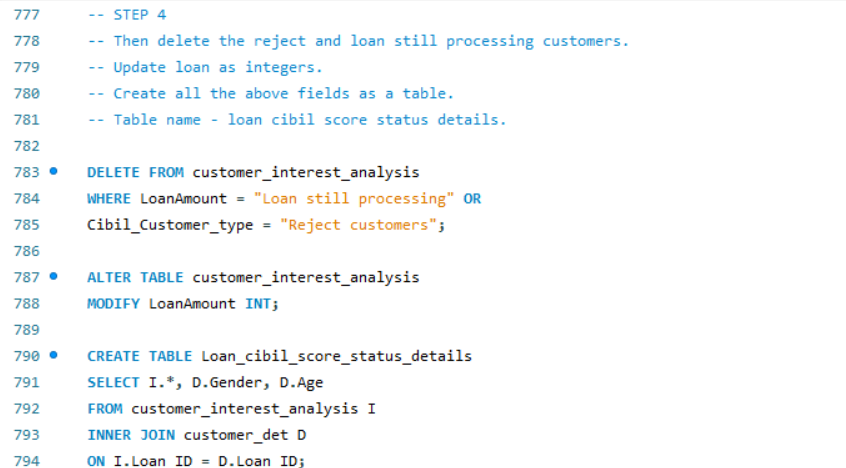 777 -- STEP 4
778 -- Then delete the reject and loan still processing customers.
779 -- Update loan as integers.
780 -- Create all the above fields as a table.
781 -- Table name - loan cibil score status details.
782
783 DELETE FROM customer_interest_analysis
784 WHERE LoanAmount = "Loan still processing" OR
785 Cibil_Customer_type = "Reject customers";
786
787 ALTER TABLE customer_interest_analysis
788 MODIFY LoanAmount INT;
789
790 CREATE TABLE Loan_cibil_score_status_details
791 SELECT I.*, D.Gender, D.Age
792 FROM customer_interest_analysis I
793 INNER JOIN customer_det D
794 ON I.Loan_ID = D.Loan_ID;